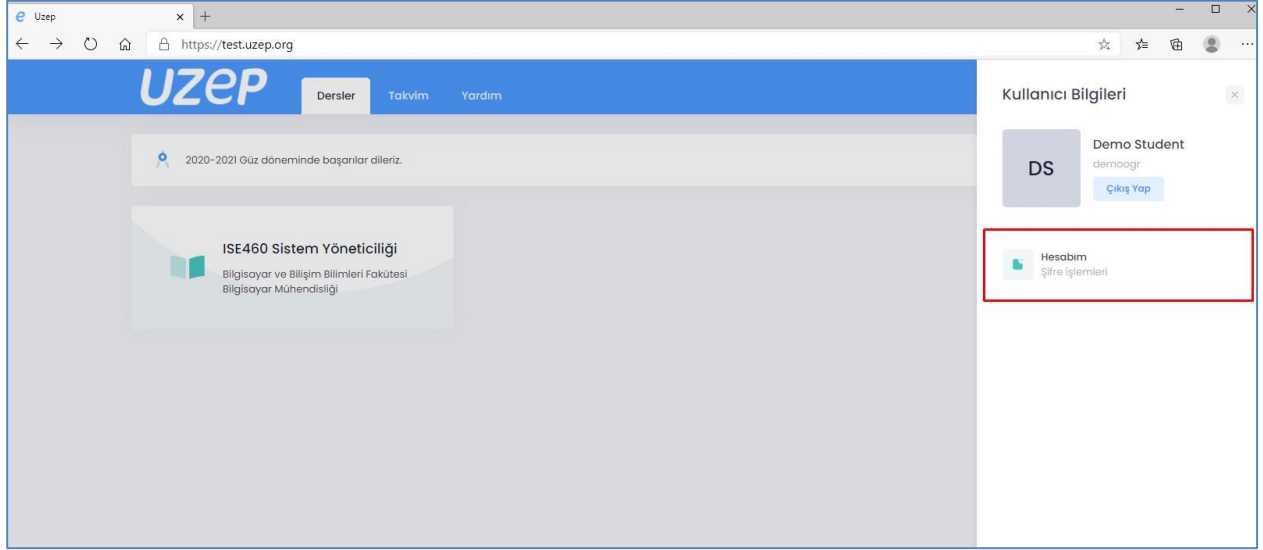 Uzep
https://test.uzep.org
uzep
Dersler Takvim Yardım
2020-2021 Güz döneminde başarılar dileriz.
ISE460 Sistem Yöneticiliği
Bilgisayar ve Bilişim Bilimleri Fakütesi
Bilgisayar Mühendisliği
Kullanıcı Bilgileri
DS
Demo Student
demoogr
Çıkış Yap
Hesabım
Şifre işlemleri